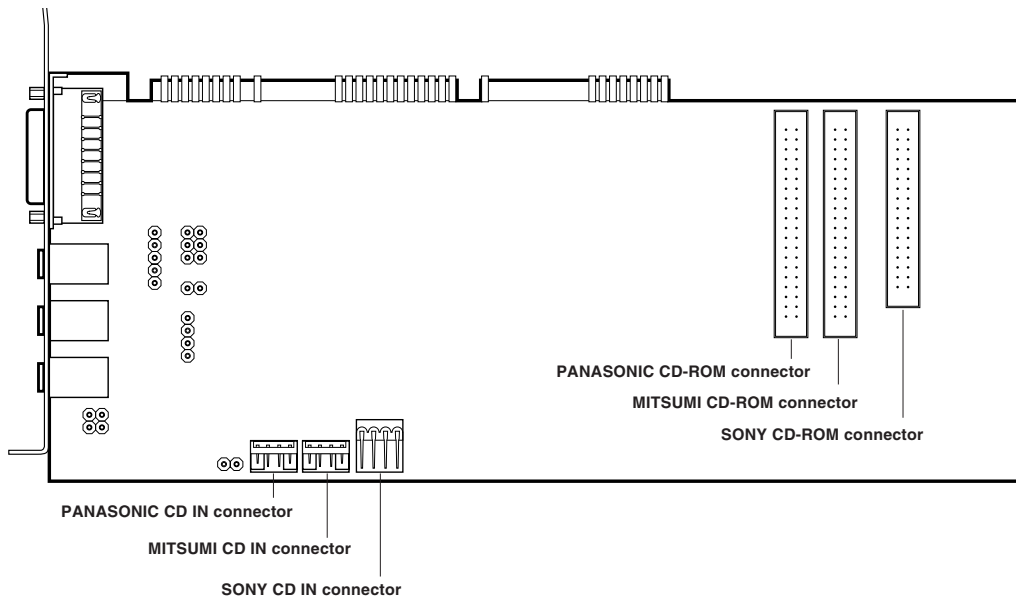 PANASONIC CD-ROM connector
MITSUMI CD-ROM connector
SONY CD-ROM connector
PANASONIC CD IN connector
MITSUMI CD IN connector
SONY CD IN connector